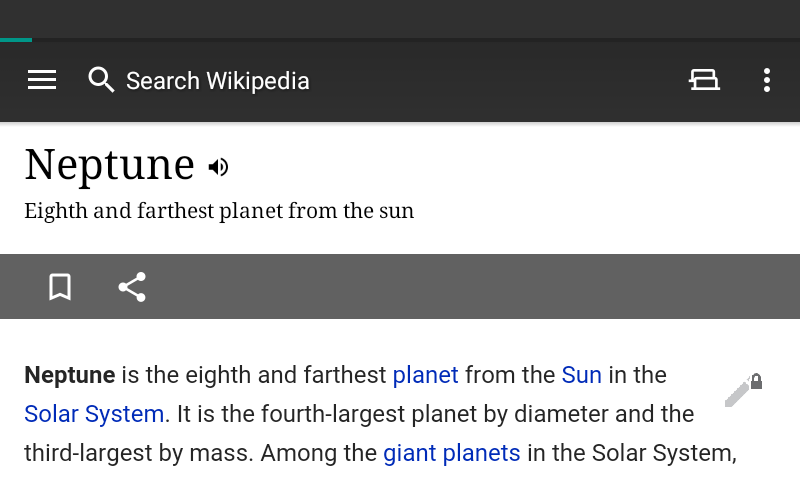 Search Wikipedia
Neptune
Eighth and farthest planet from the sun
Neptune is the eighth and farthest planet from the Sun in the
Solar System. It is the fourth-largest planet by diameter and the
third-largest by mass. Among the giant planets in the Solar System,